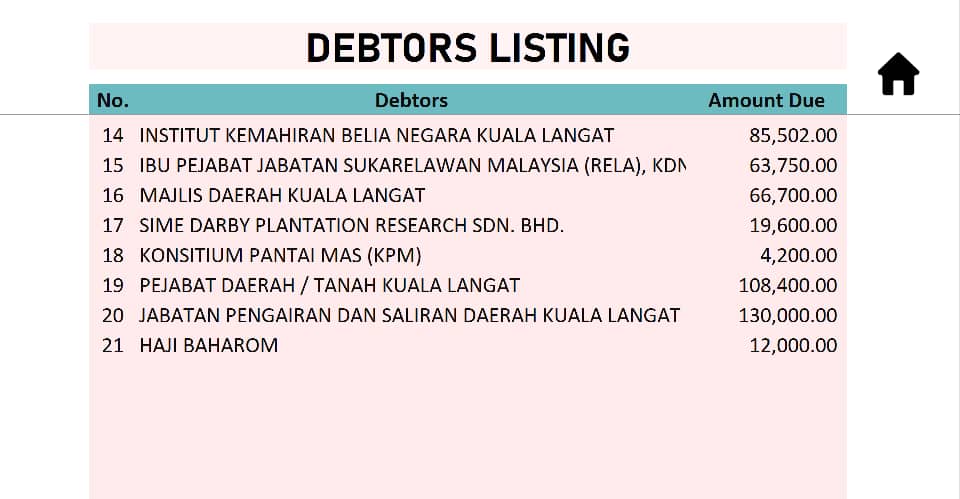 DEBTORS LISTING
No. Debtors Amount Due
14 INSTITUT KEMAHIRAN BELIA NEGARA KUALA LANGAT 85,502.00
15 IBU PEJABAT JABATAN SUKARELAWAN MALAYSIA (RELA), KDN 63,750.00
16 MAJLIS DAERAH KUALA LANGAT 66,700.00
17 SIME DARBY PLANTATION RESEARCH SDN. BHD. 19,600.00
18 KONSITIUM PANTAI MAS (KPM) 4,200.00
19 PEJABAT DAERAH / TANAH KUALA LANGAT 108,400.00
20 JABATAN PENGAIRAN DAN SALIRAN DAERAH KUALA LANGAT 130,000.00
21 HAJI BAHAROM 12,000.00